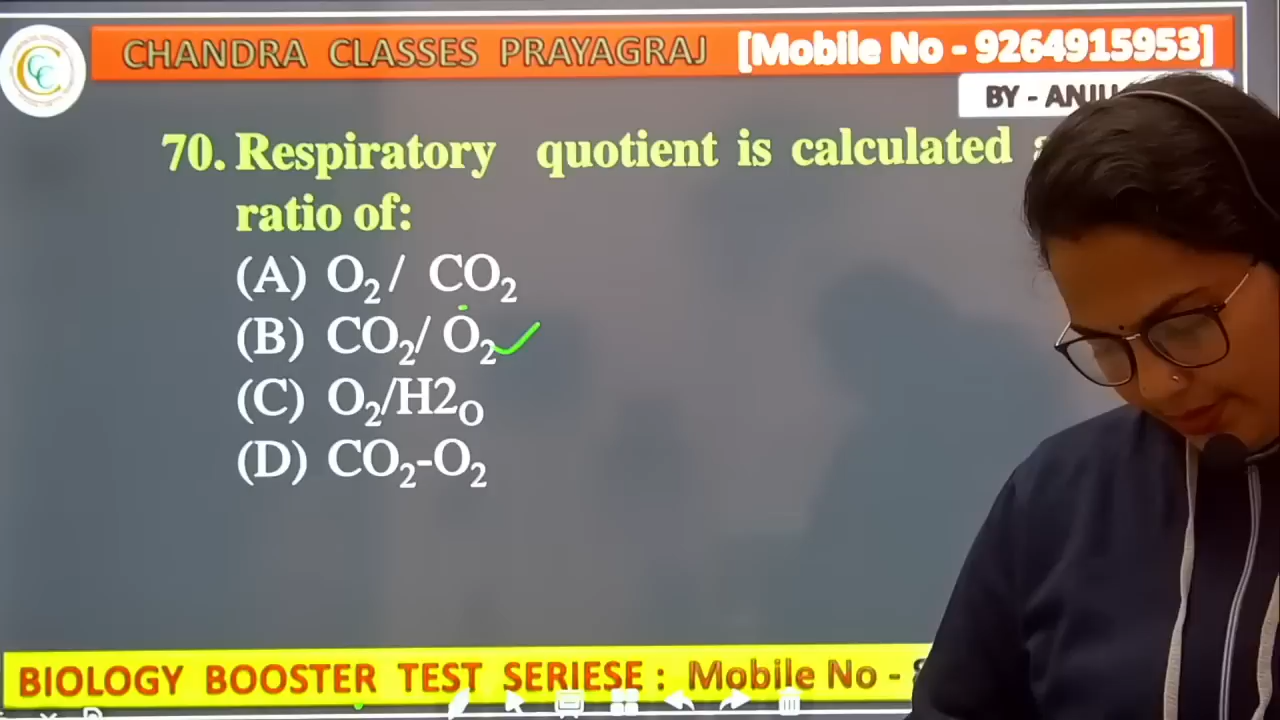 CHANDRA CLASSES PRAYAGRAJ [Mobile No - 9264915953]
BY - ANJU
70. Respiratory quotient is calculated
ratio of:
(A) O₂ / CO₂
(B) CO₂/ O₂
(C) O₂/H2O
(D) CO₂-O₂
BIOLOGY BOOSTER TEST SERIESE : Mobile No -